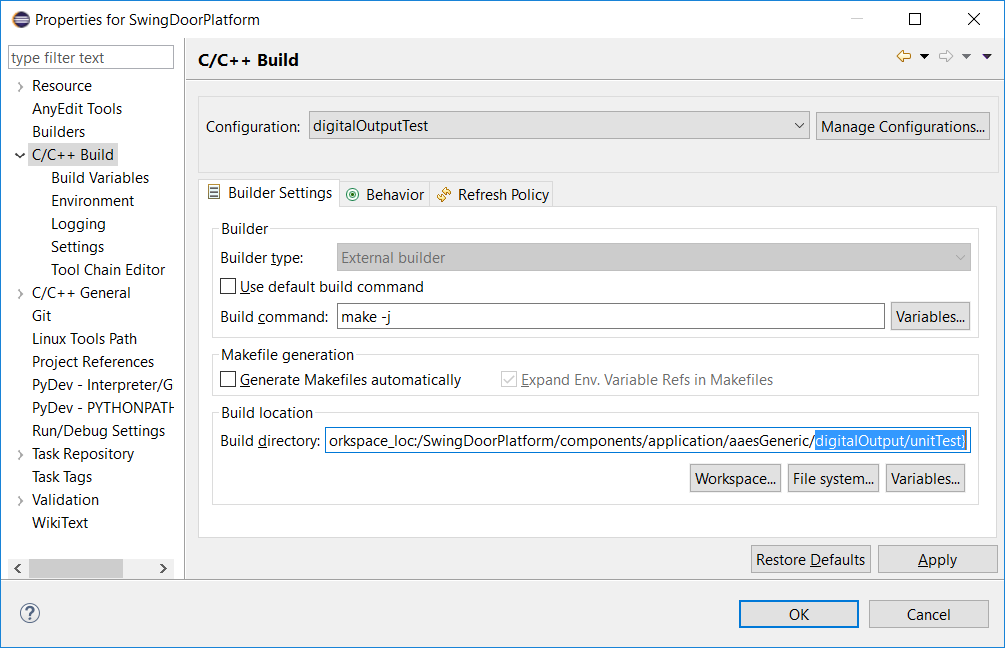 Properties for SwingDoorPlatform
type filter text
Resource
AnyEdit Tools
Builders
C/C++ Build
Build Variables
Environment
Logging
Settings
Tool Chain Editor
C/C++ General
Git
Linux Tools Path
Project References
PyDev - Interpreter/G
PyDev - PYTHONPATH
Run/Debug Settings
Task Repository
Task Tags
Validation
WikiText
C/C++ Build
Configuration: digitalOutputTest Manage Configurations...
Builder Settings Behavior Refresh Policy
Builder
Builder type: External builder
Use default build command
Build command: make -j Variables...
Makefile generation
Generate Makefiles automatically Expand Env. Variable Refs in Makefiles
Build location
Build directory: orkspace_loc:/SwingDoorPlatform/components/application/aaesGeneric/digitalOutput/unitTest}
Workspace... File system... Variables...
Restore Defaults Apply
? OK Cancel